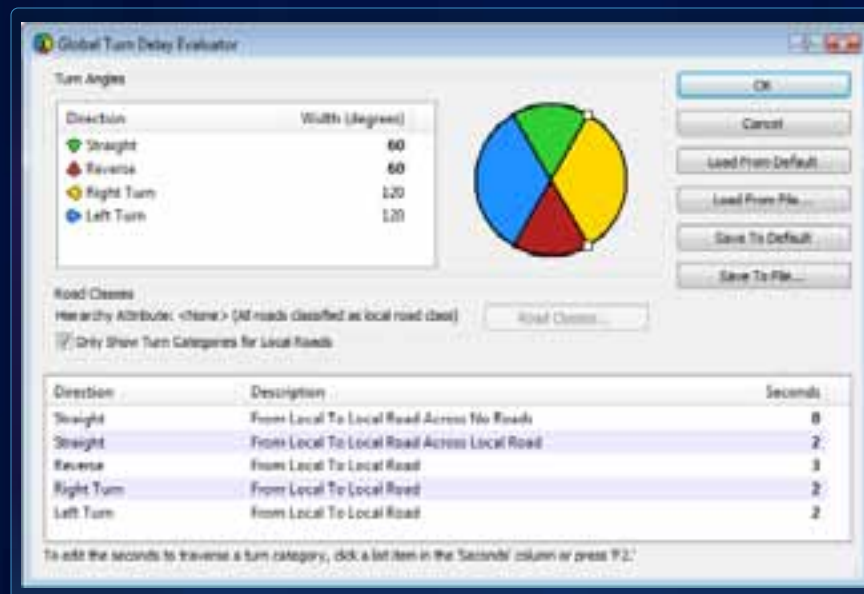 Global Turn Delay Evaluator
Turn Angles
Direction Width (degrees)
Straight 60
Reverse 60
Right Turn 120
Left Turn 120
OK
Cancel
Load From Default
Load From File...
Save To Default
Save To File...
Road Classes
Hierarchy Attribute: <None> (All roads classified as local road class)
Road Classes...
Only Show Turn Categories for Local Roads
Direction Description Seconds
Straight From Local To Local Road Across No Roads 0
Straight From Local To Local Road Across Local Road 2
Reverse From Local To Local Road 3
Right Turn From Local To Local Road 2
Left Turn From Local To Local Road 2
To edit the seconds to traverse a turn category, click a list item in the 'Seconds' column or press 'F2.'